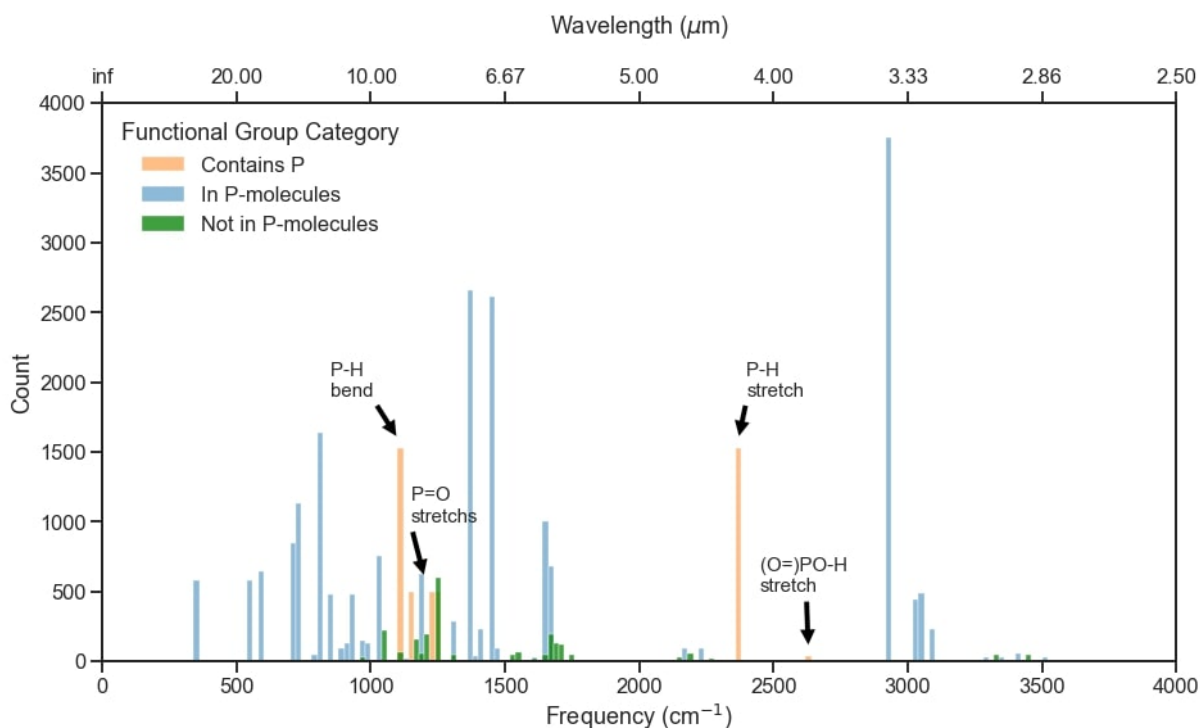 Wavelength (μm)
inf 20.00 10.00 6.67 5.00 4.00 3.33 2.86 2.50
4000
Functional Group Category
Contains P
3500
In P-molecules
Not in P-molecules
3000
2500
Count
P-H
bend
P-H
stretch
2000
1500
P=O
stretchs
1000
(O=)PO-H
stretch
500
0
0 500 1000 1500 2000 2500 3000 3500 4000
Frequency (cm⁻¹)